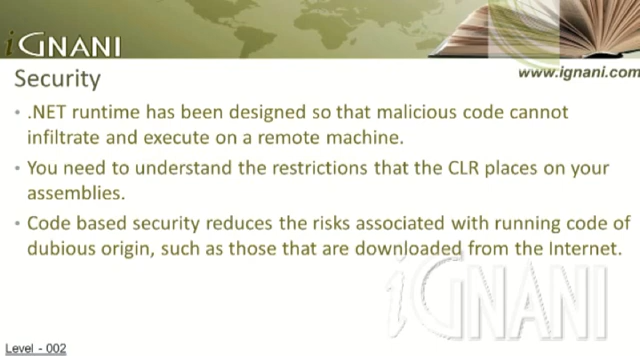 iGNANI
Security
www.ignani.com
• .NET runtime has been designed so that malicious code cannot
infiltrate and execute on a remote machine.
• You need to understand the restrictions that the CLR places on your
assemblies.
• Code based security reduces the risks associated with running code of
dubious origin, such as those that are downloaded from the Internet.
iGNANI
Level - 002